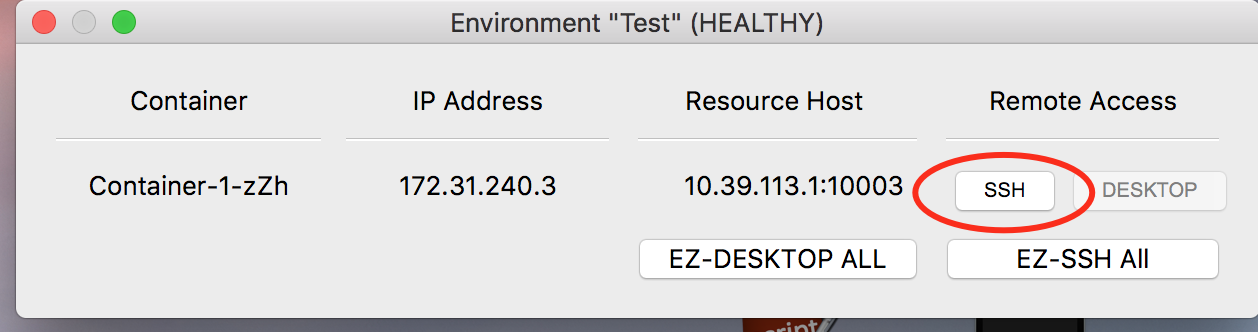 Environment "Test" (HEALTHY)
Container IP Address Resource Host Remote Access
Container-1-zZh 172.31.240.3 10.39.113.1:10003 SSH DESKTOP
EZ-DESKTOP ALL EZ-SSH All